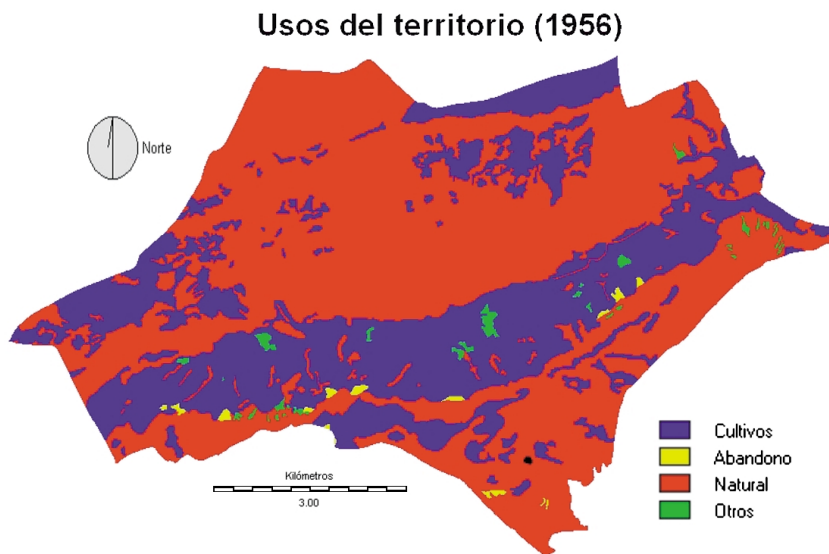 Usos del territorio (1956)
Norte
Cultivos
Abandono
Natural
Otros
Kilómetros
3.00